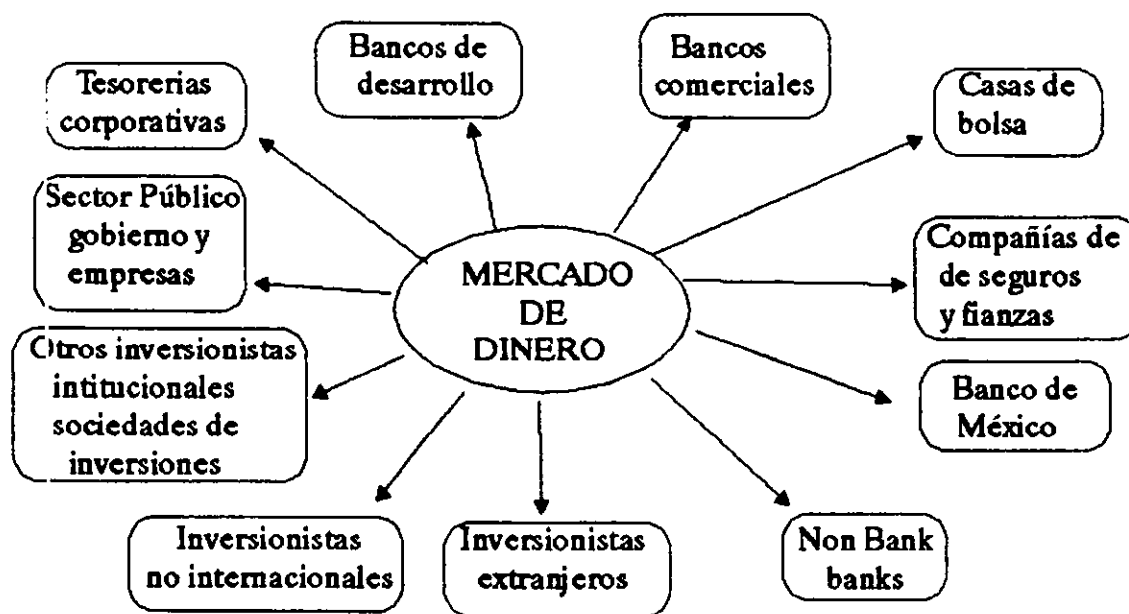 Bancos de
desarrollo
Bancos
comerciales
Tesorerias
corporativas
Casas de
bolsa
Sector Público
gobierno y
empresas
MERCADO
DE
DINERO
Compañías de
de seguros
y fianzas
Otros inversionistas
intitucionales
sociedades de
inversiones
Banco de
México
Inversionistas
no internacionales
Inversionistas
extranjeros
Non Bank
banks